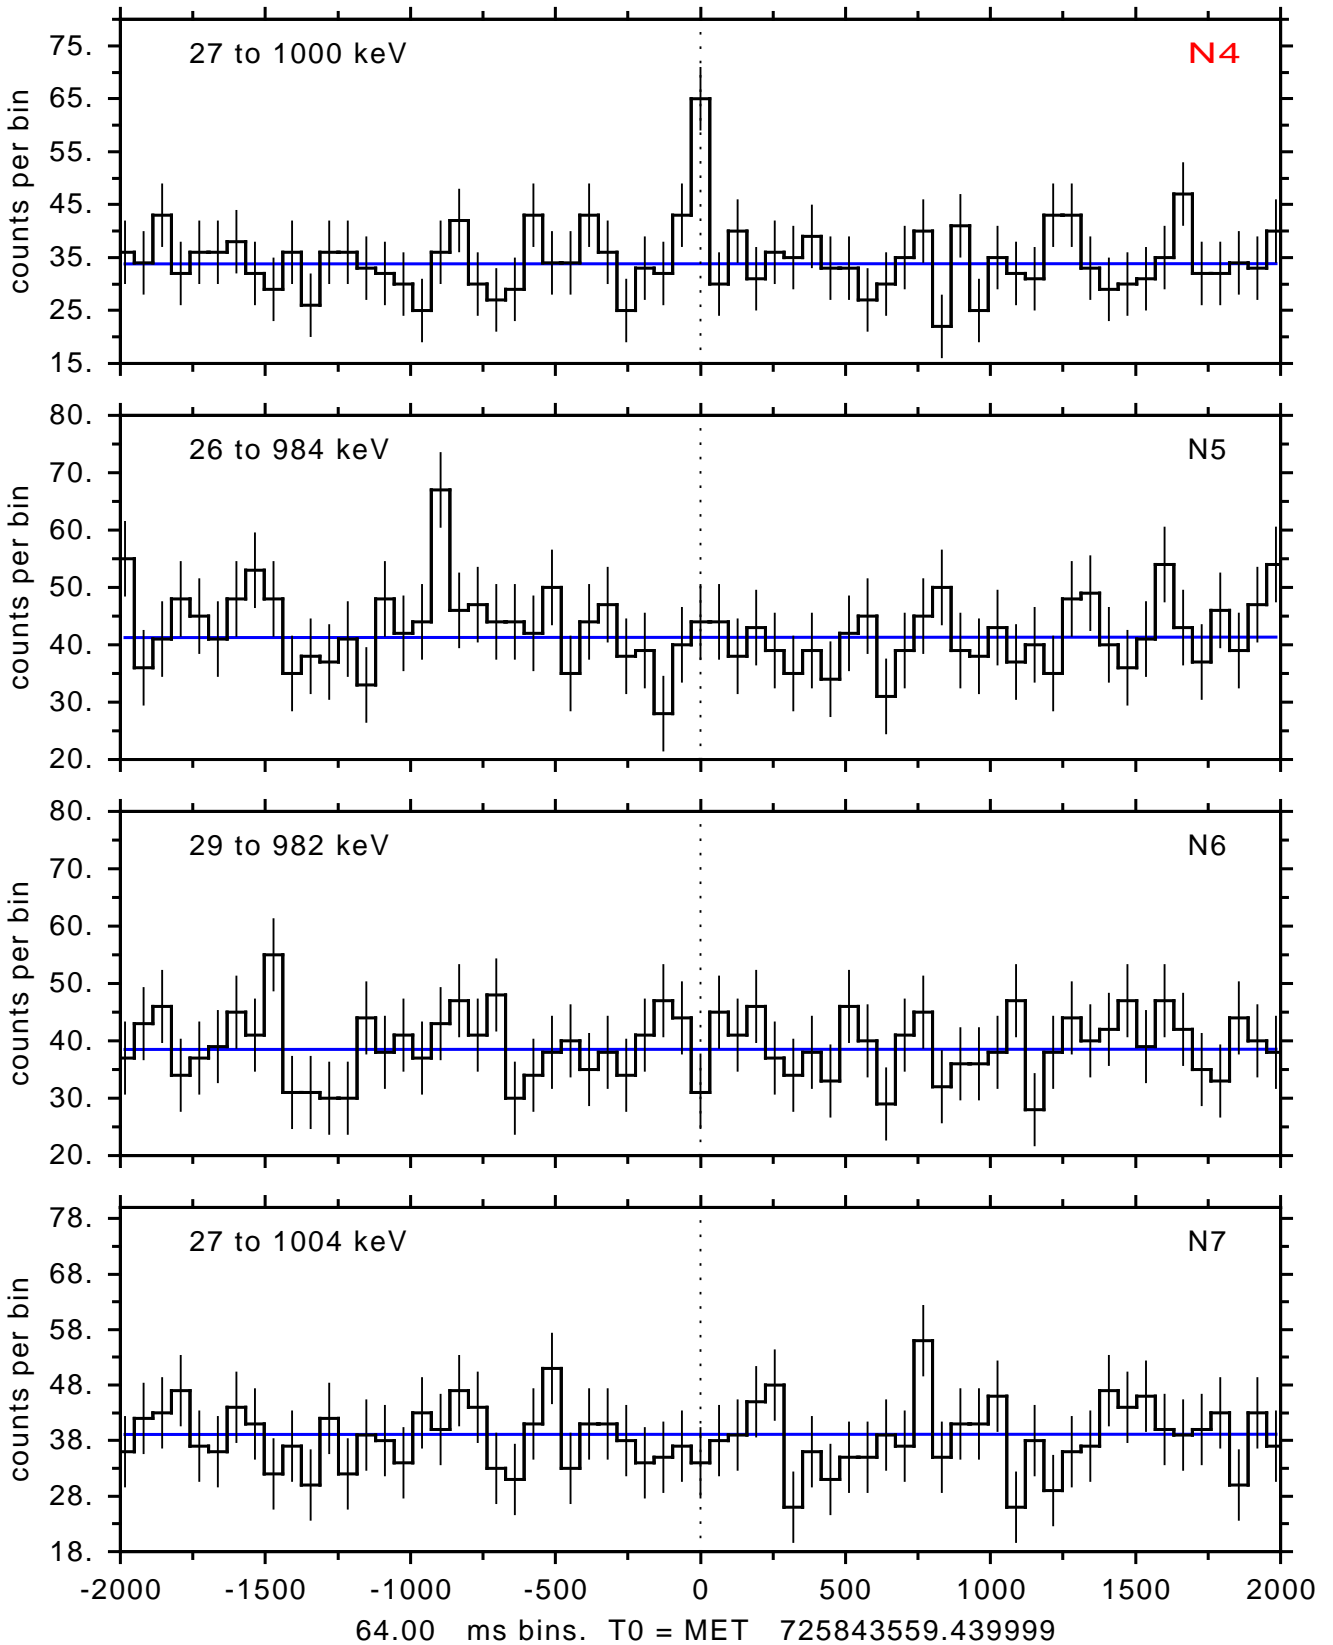 27 to 1000 keV N4
75.
65.
55.
45.
35.
25.
15.
counts per bin
26 to 984 keV N5
80.
70.
60.
50.
40.
30.
20.
counts per bin
29 to 982 keV N6
80.
70.
60.
50.
40.
30.
20.
counts per bin
27 to 1004 keV N7
78.
68.
58.
48.
38.
28.
18.
counts per bin
-2000 -1500 -1000 -500 0 500 1000 1500 2000
64.00 ms bins. T0 = MET 725843559.439999